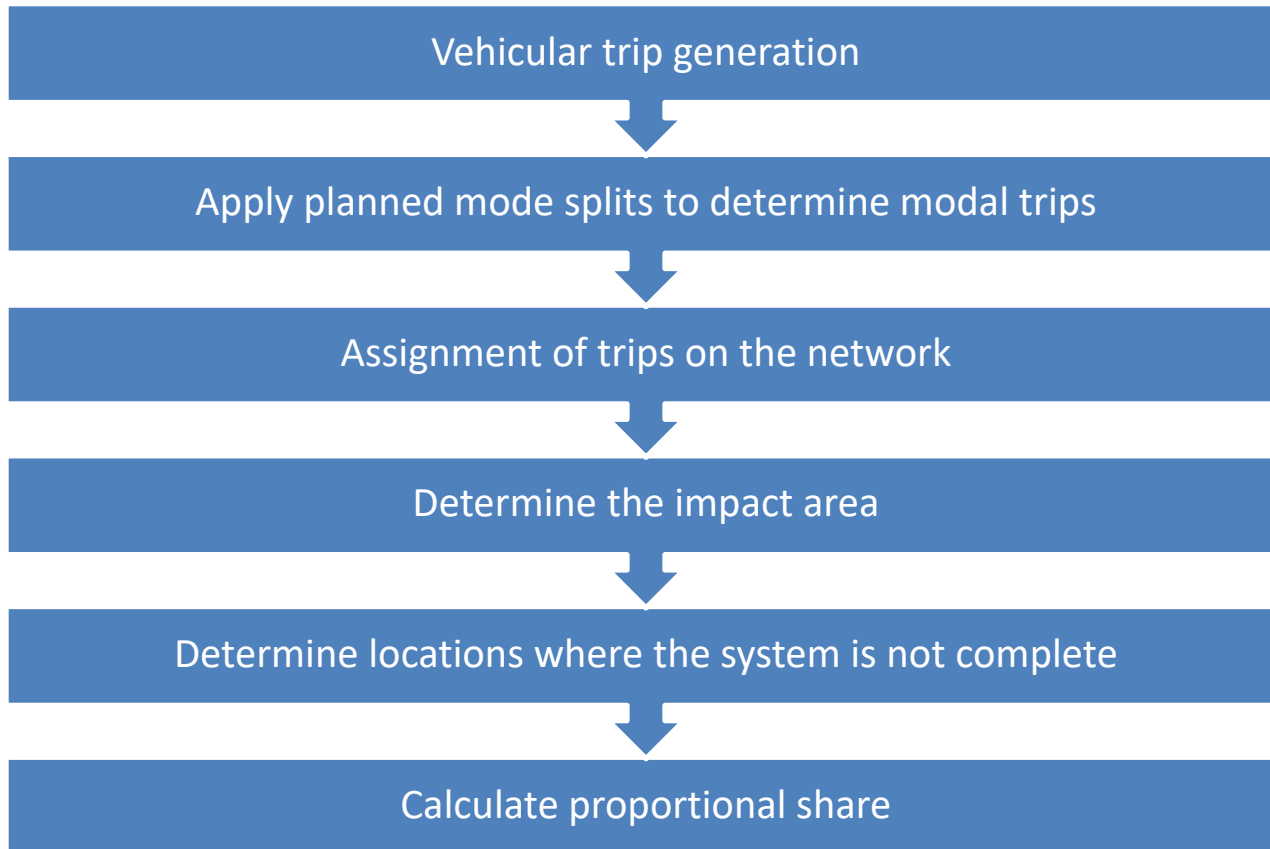 Vehicular trip generation
Apply planned mode splits to determine modal trips
Assignment of trips on the network
Determine the impact area
Determine locations where the system is not complete
Calculate proportional share